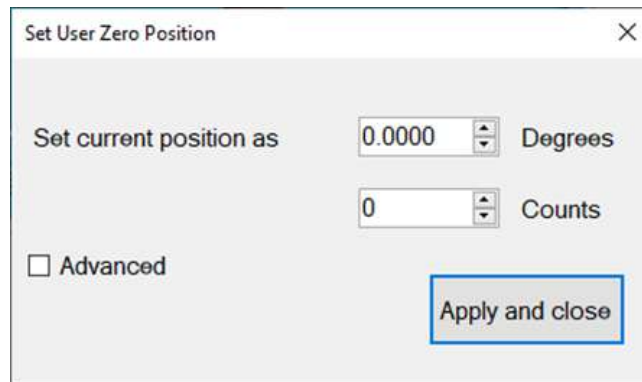 Set User Zero Position
Set current position as 0.0000 Degrees
0 Counts
Advanced
Apply and close